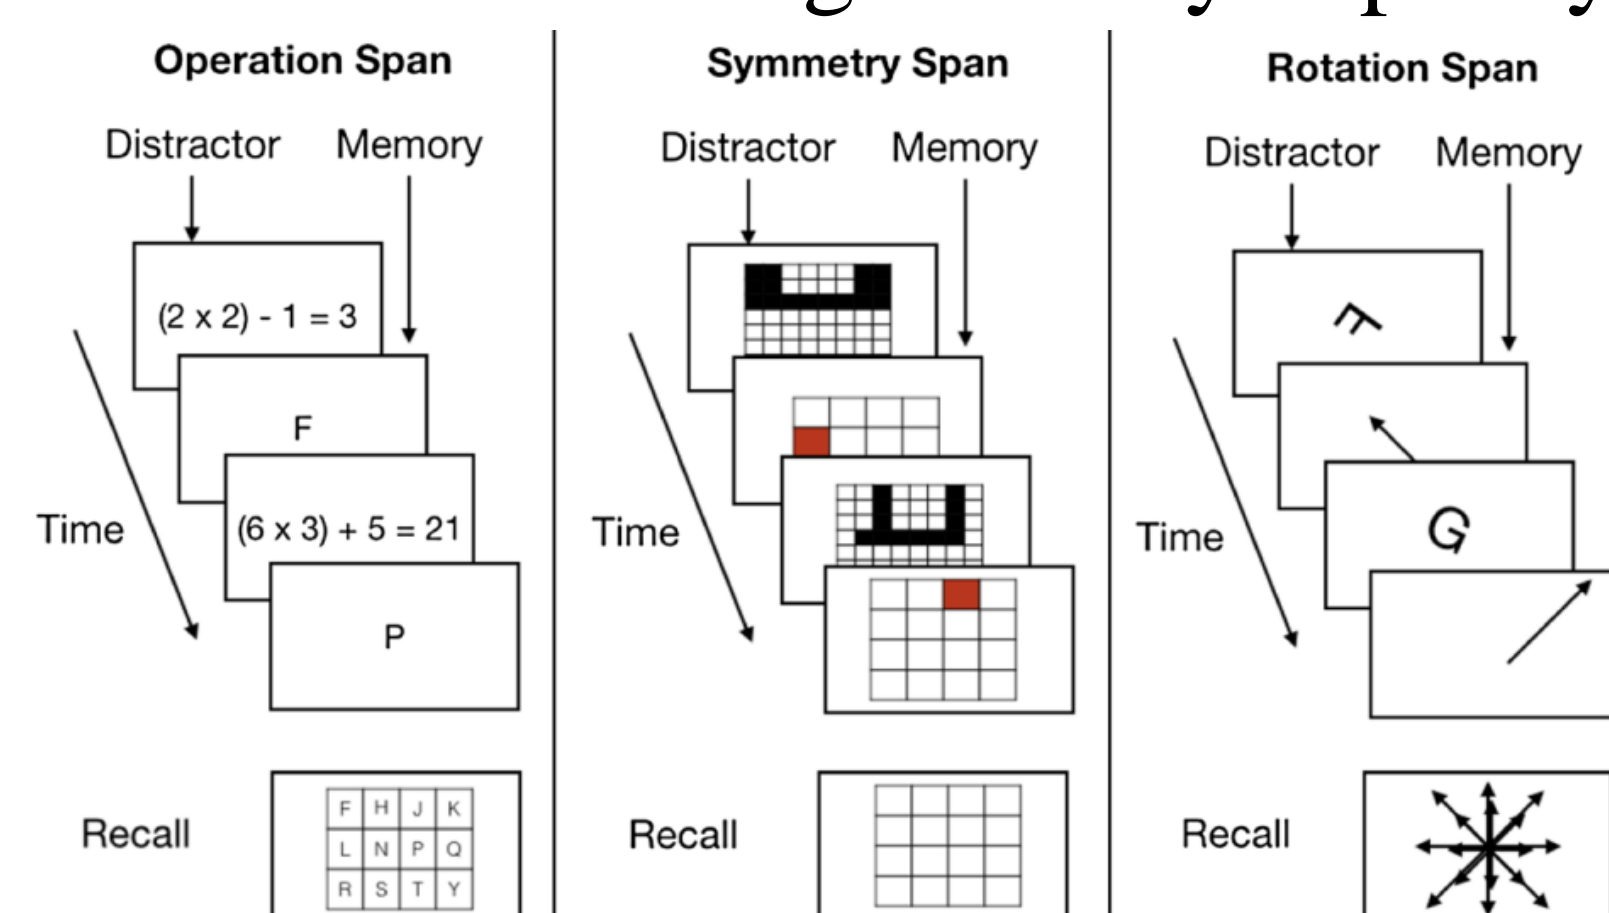 Operation Span
Distractor Memory
(2 x 2) - 1 = 3
F
(6 x 3) + 5 = 21
Time
P
Recall
F H J K
L N P Q
R S T Y
Symmetry Span
Distractor Memory
Time
Recall
Rotation Span
Distractor Memory
F
G
Time
Recall